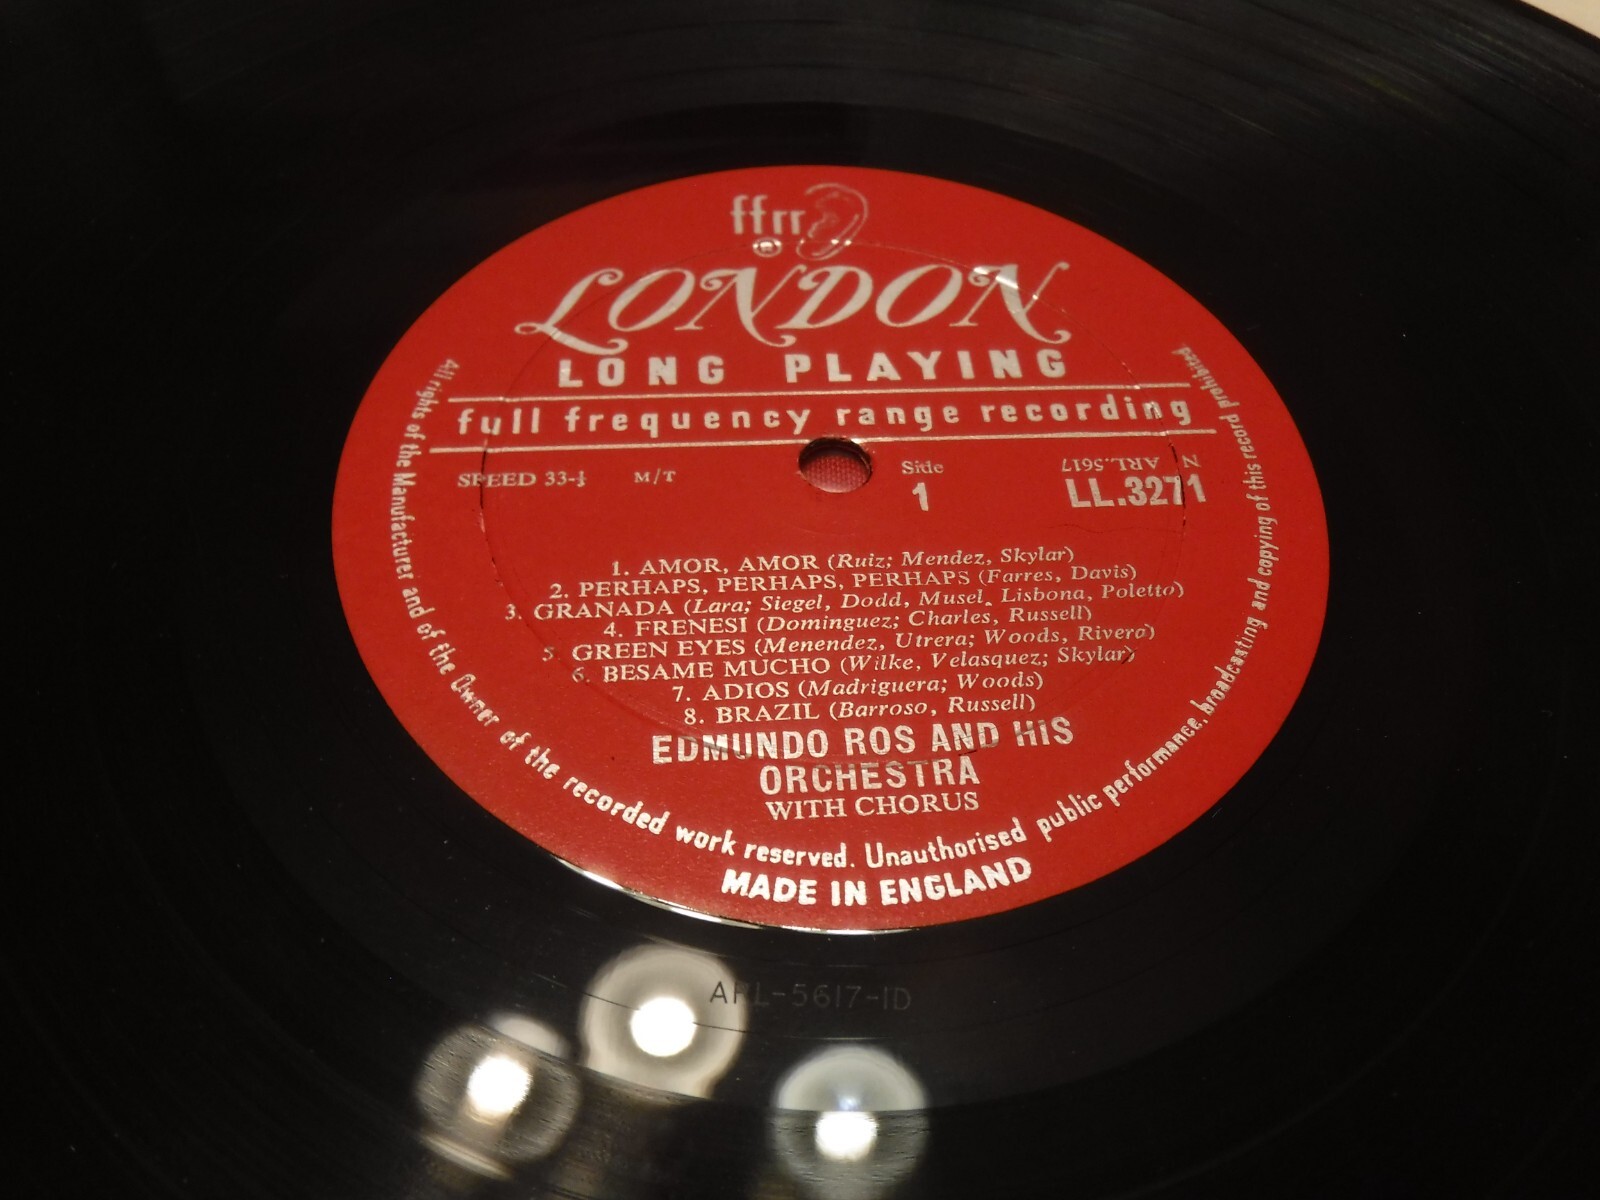 ffrr
®
LONDON
LONG PLAYING
full frequency range recording
SPEED 33-⅓ M/T Side 1 N ARL.5617 LL.3271
1. AMOR, AMOR (Ruiz; Mendez, Skylar)
2. PERHAPS, PERHAPS, PERHAPS (Farres, Davis)
3. GRANADA (Lara; Siegel, Dodd, Musel, Lisbona, Poletto)
4. FRENESI (Dominguez; Charles, Russell)
5. GREEN EYES (Menendez, Utrera; Woods, Rivera)
6. BESAME MUCHO (Wilke, Velasquez; Skylar)
7. ADIOS (Madriguera; Woods)
8. BRAZIL (Barroso, Russell)
EDMUNDO ROS AND HIS
ORCHESTRA
WITH CHORUS
All rights of the Manufacturer and of the Owner of the recorded work reserved. Unauthorised public performance, broadcasting and copying of this record prohibited.
MADE IN ENGLAND
ARL-5617-1D